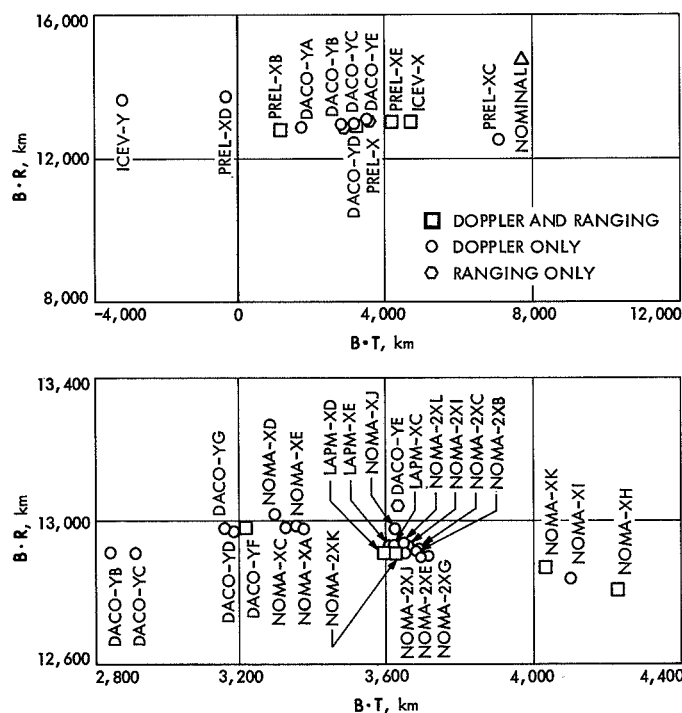 16,000
12,000
8,000
B·R, km
ICEV-Y
PREL-XD
PREL-XB
DACO-YA
DACO-YB
DACO-YC
DACO-YE
DACO-YD
PREL-X
PREL-XE
ICEV-X
PREL-XC
NOMINAL
DOPPLER AND RANGING
DOPPLER ONLY
RANGING ONLY
-4,000 0 4,000 8,000 12,000
B·T, km
13,400
13,000
12,600
B·R, km
DACO-YB
DACO-YC
DACO-YG
DACO-YD
DACO-YF
NOMA-XD
NOMA-XC
NOMA-XE
NOMA-XA
NOMA-2XK
LAPM-XD
LAPM-XE
NOMA-XJ
DACO-YE
LAPM-XC
NOMA-2XL
NOMA-2XI
NOMA-2XC
NOMA-2XB
NOMA-2XJ
NOMA-2XE
NOMA-2XG
NOMA-XK
NOMA-XI
NOMA-XH
2,800 3,200 3,600 4,000 4,400
B·T, km